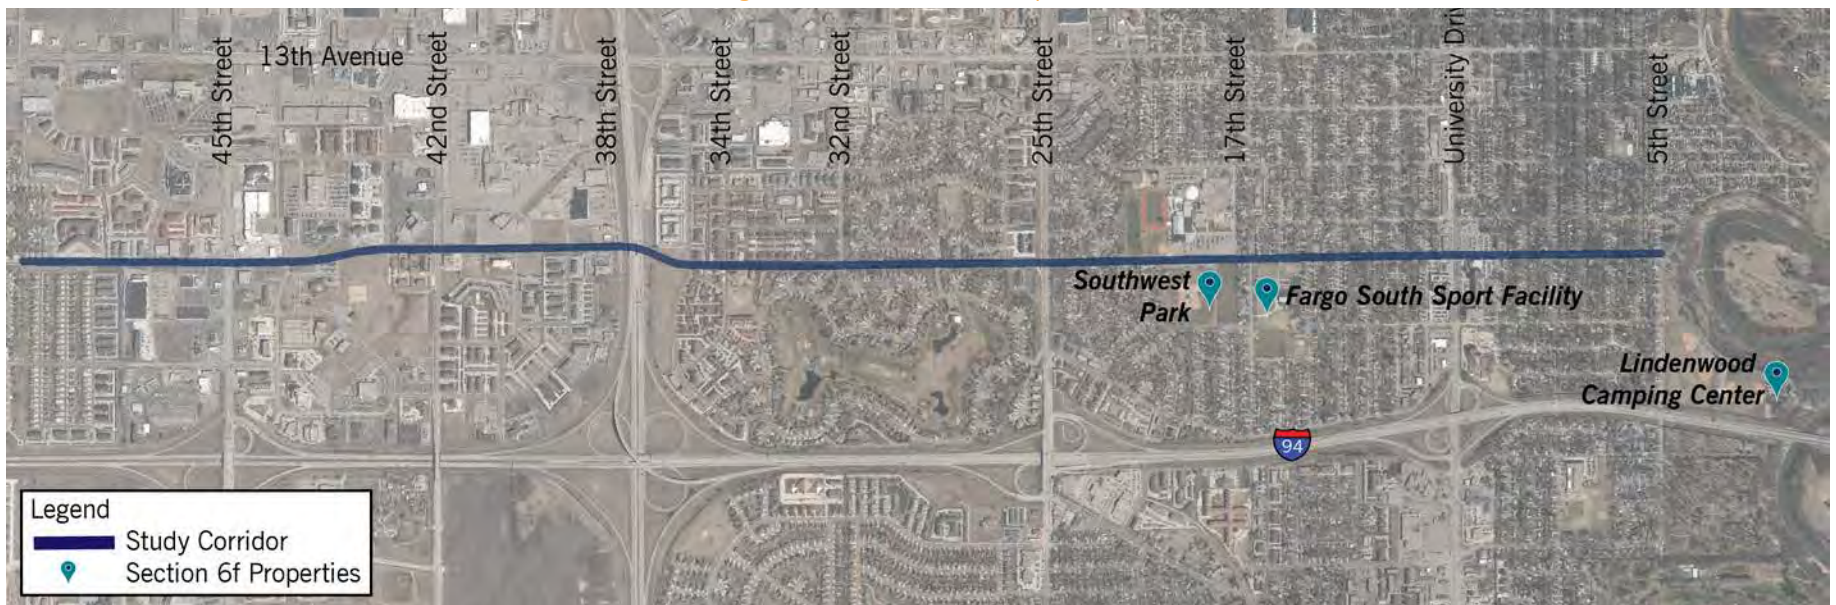 13th Avenue
45th Street
42nd Street
38th Street
34th Street
32nd Street
25th Street
17th Street
University Driv
5th Street
Southwest
Park
Fargo South Sport Facility
Lindenwood
Camping Center
94
Legend
Study Corridor
Section 6f Properties